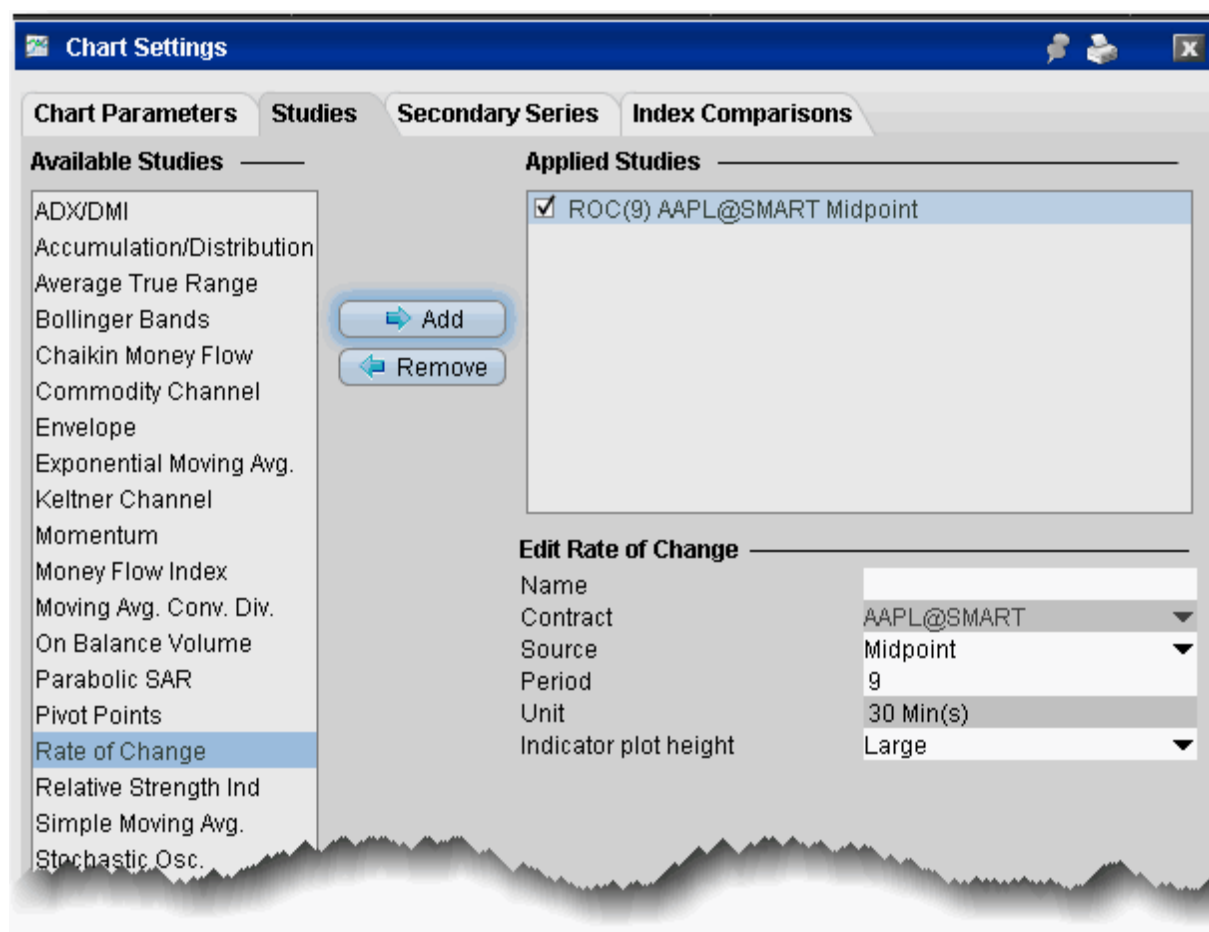 Chart Settings
Chart Parameters
Studies
Secondary Series
Index Comparisons
Available Studies
ADX/DMI
Accumulation/Distribution
Average True Range
Bollinger Bands
Chaikin Money Flow
Commodity Channel
Envelope
Exponential Moving Avg.
Keltner Channel
Momentum
Money Flow Index
Moving Avg. Conv. Div.
On Balance Volume
Parabolic SAR
Pivot Points
Rate of Change
Relative Strength Ind
Simple Moving Avg.
Stochastic Osc.
Add
Remove
Applied Studies
ROC(9) AAPL@SMART Midpoint
Edit Rate of Change
Name
Contract AAPL@SMART
Source Midpoint
Period 9
Unit 30 Min(s)
Indicator plot height Large